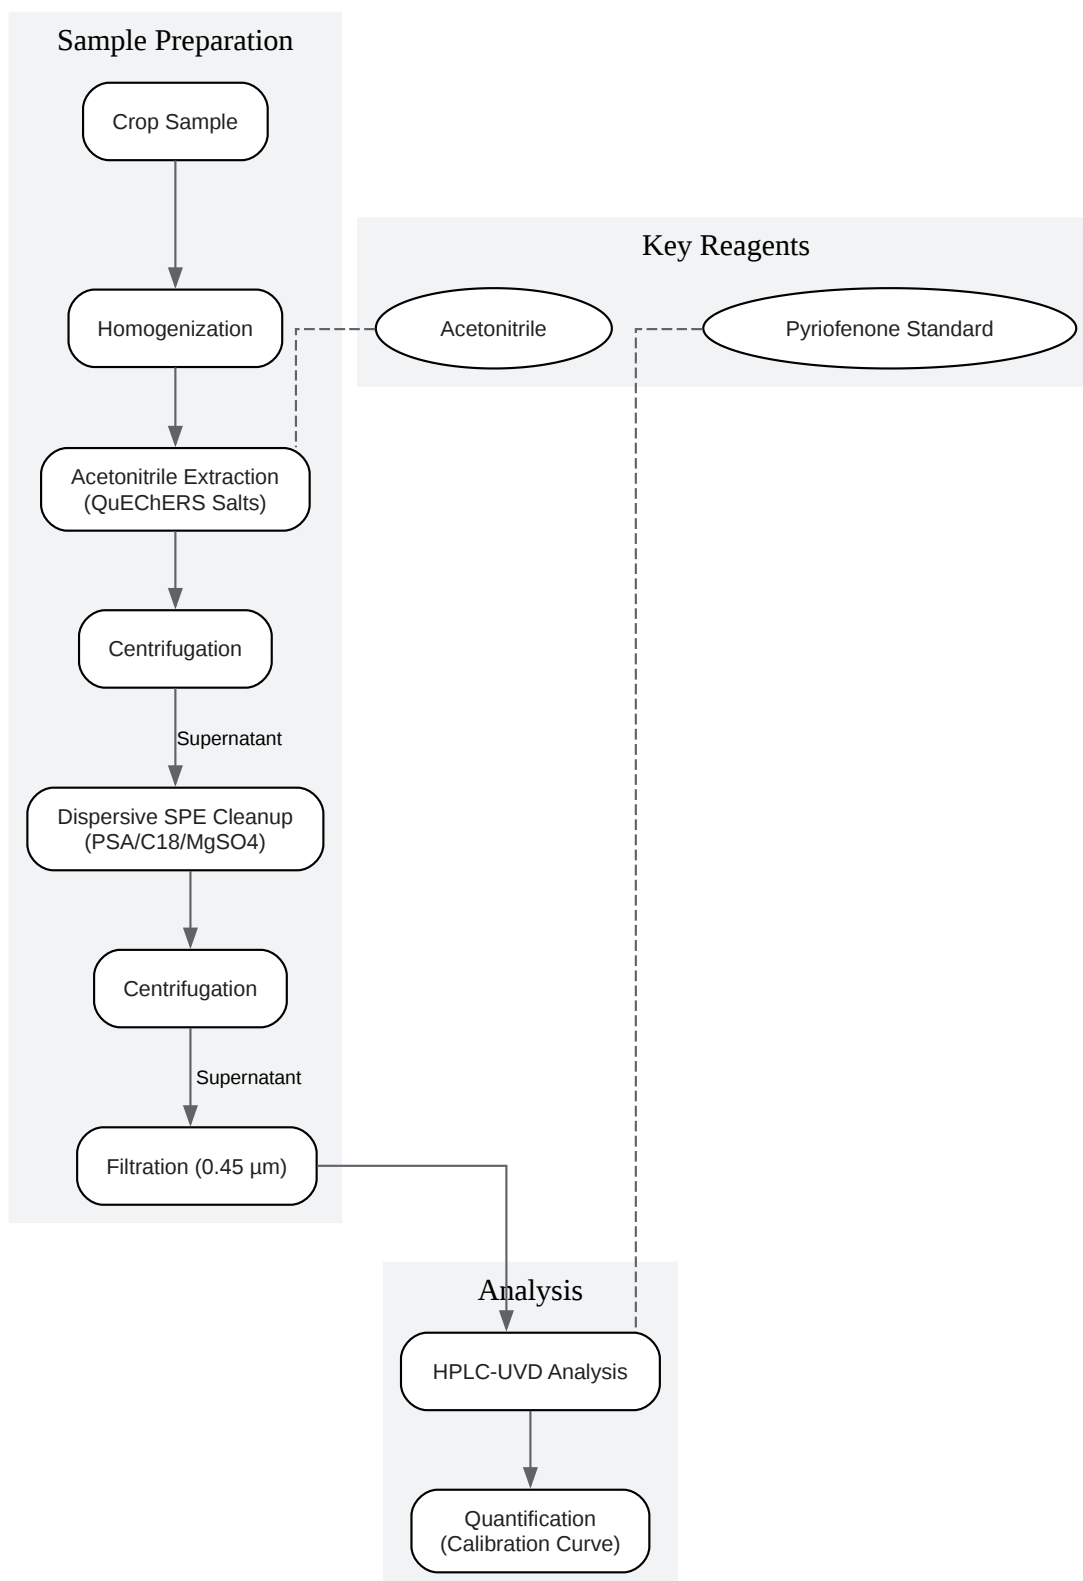 Sample Preparation
Crop Sample
Key Reagents
Homogenization
Acetonitrile
Pyriofenone Standard
Acetonitrile Extraction
(QuEChERS Salts)
Centrifugation
Supernatant
Dispersive SPE Cleanup
(PSA/C18/MgSO4)
Centrifugation
Supernatant
Filtration (0.45 µm)
Analysis
HPLC-UVD Analysis
Quantification
(Calibration Curve)